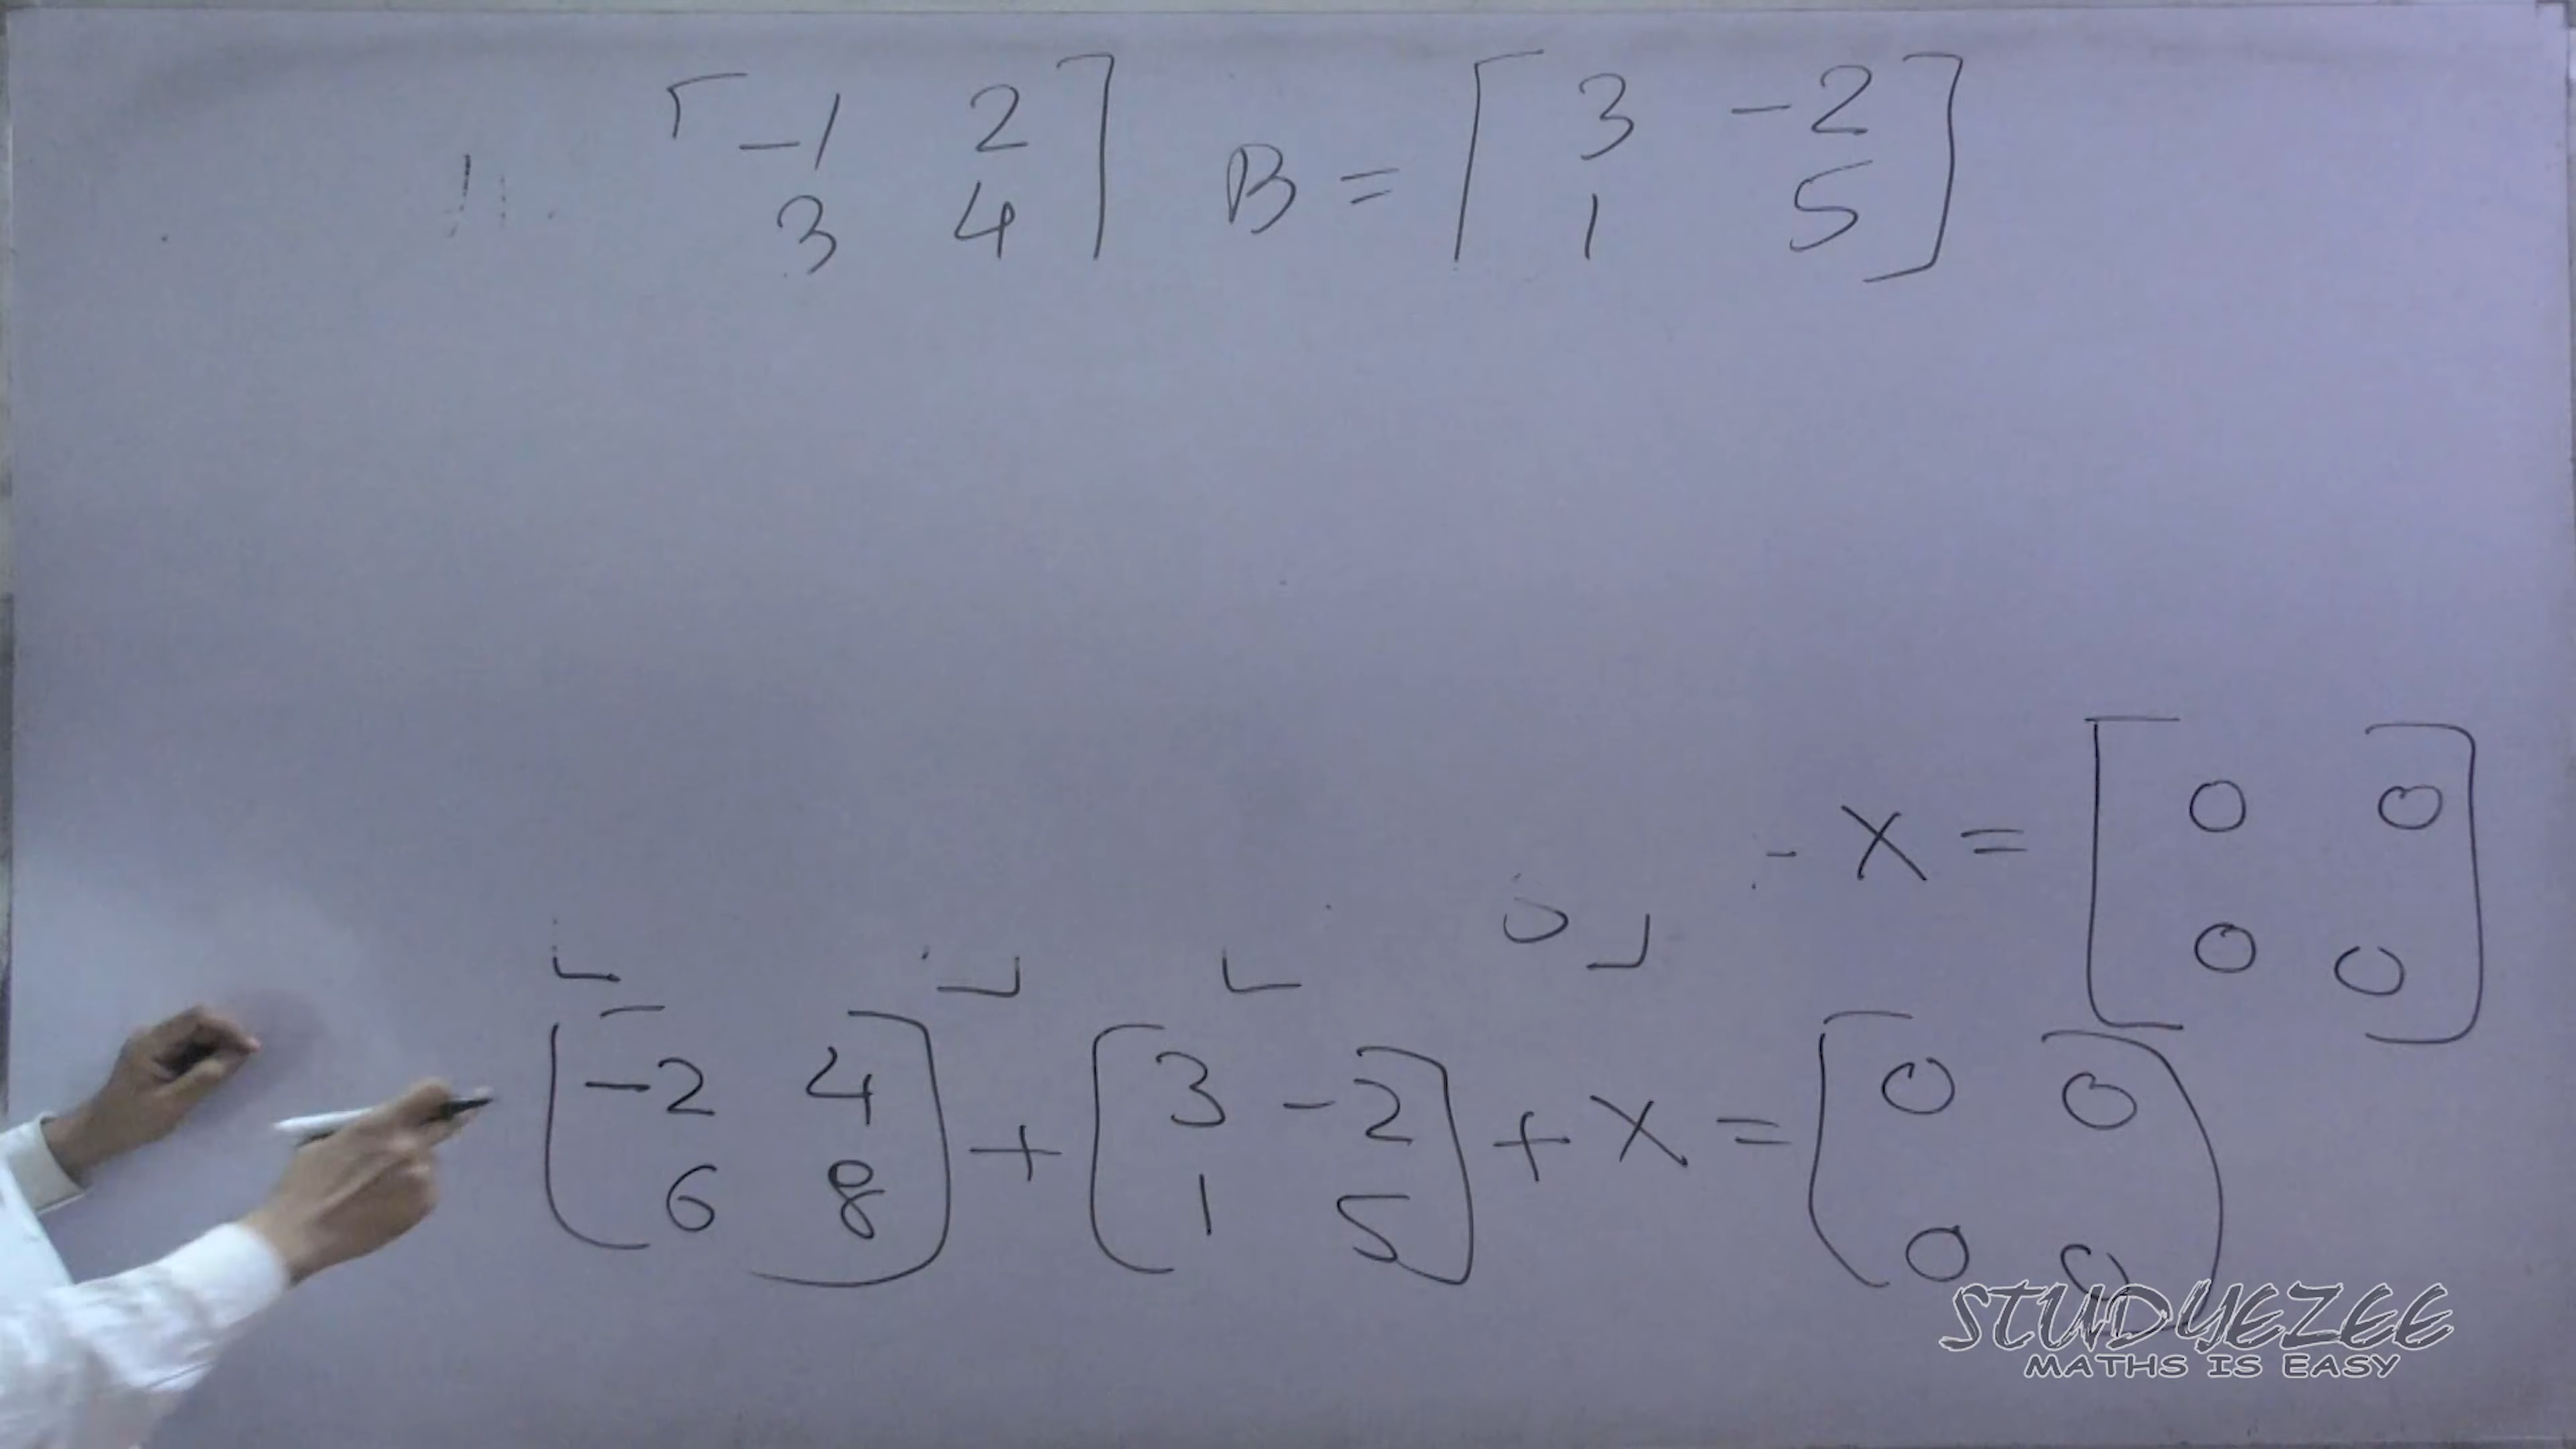 -1 2
3 4
B = [ 3 -2
1 5 ]
- X = [ 0 0
0 0 ]
[ -2 4
6 8 ] + [ 3 -2
1 5 ] + X = [ 0 0
0 0 ]
STUDYEZEE
MATHS IS EASY